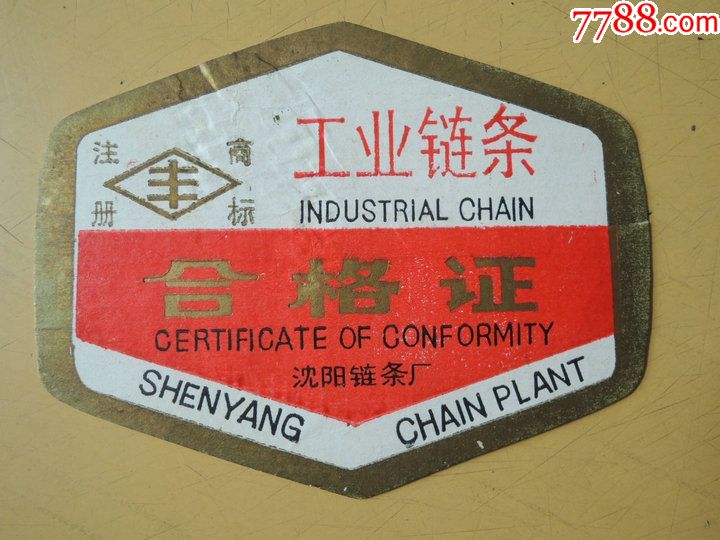 7788.com
注册
商标
丰
工业链条
INDUSTRIAL CHAIN
合格证
CERTIFICATE OF CONFORMITY
沈阳链条厂
SHENYANG CHAIN PLANT